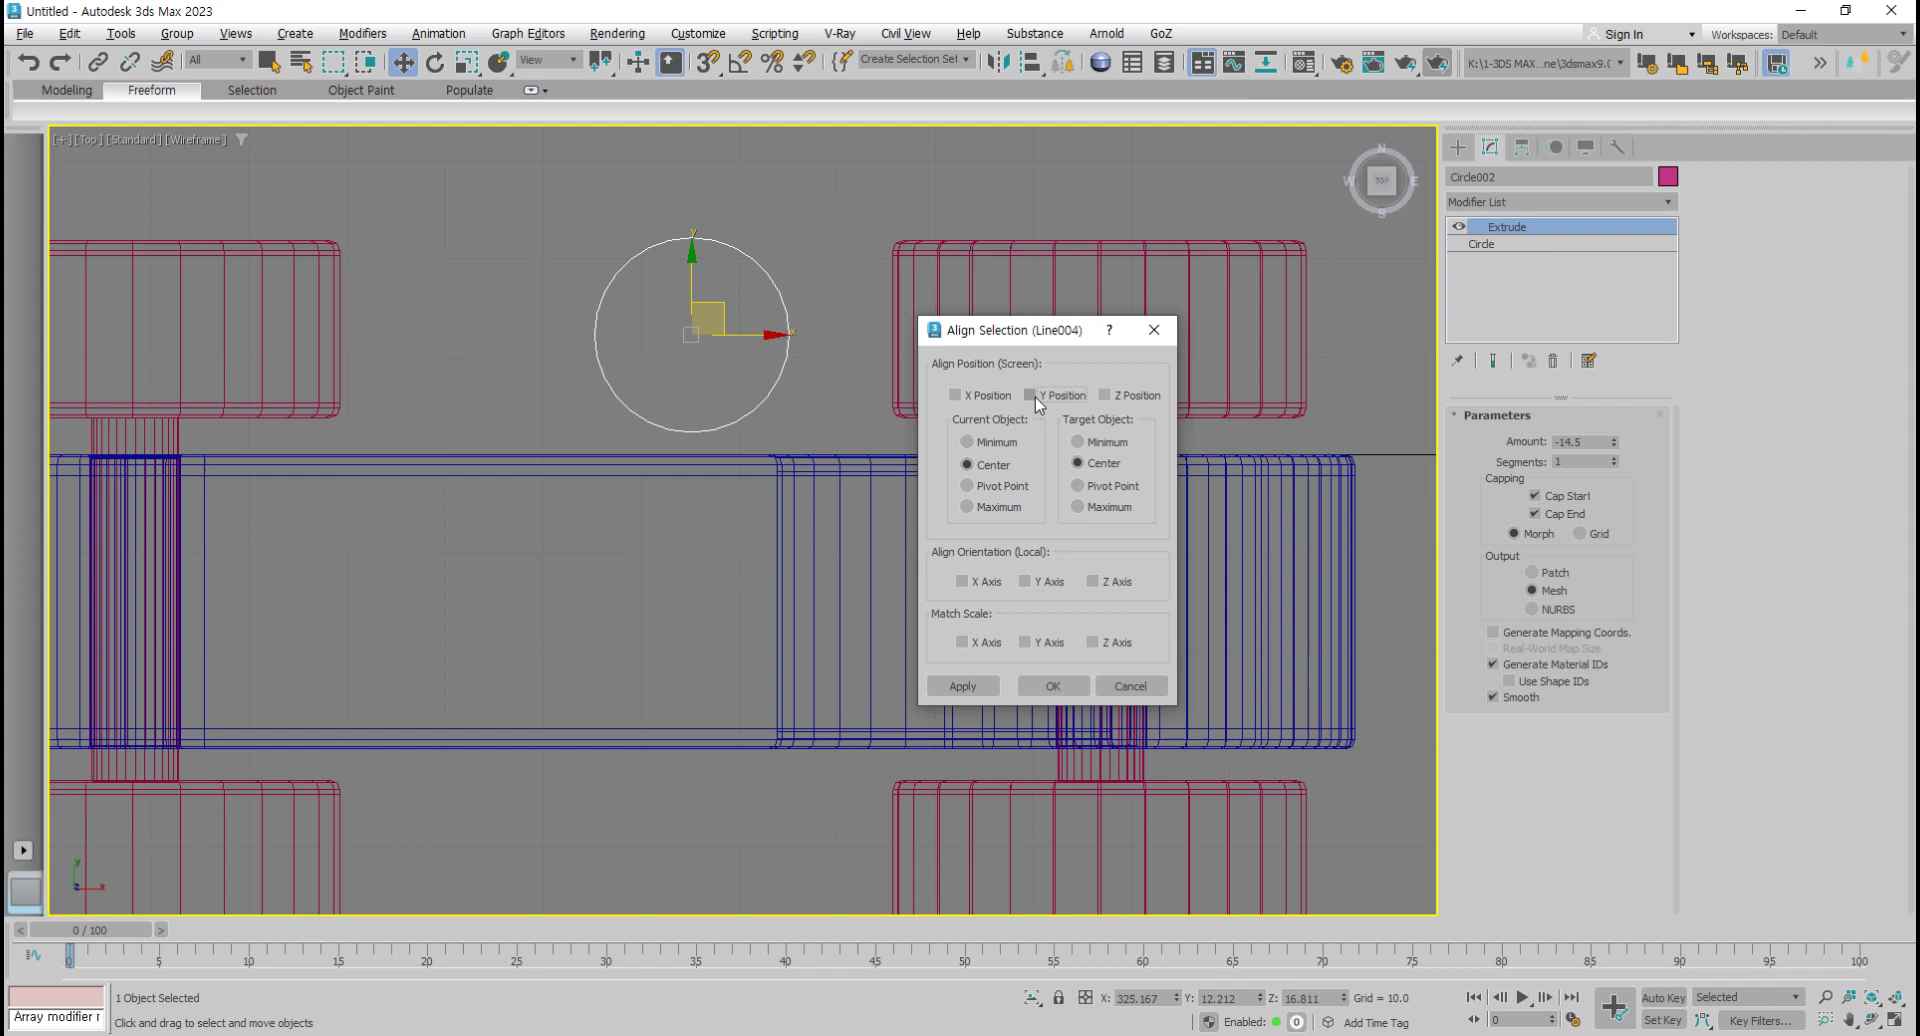 Untitled - Autodesk 3ds Max 2023
File Edit Tools Group Views Create Modifiers Animation Graph Editors Rendering Customize Scripting V-Ray Civil View Help Substance Arnold GoZ
Sign In Workspaces: Default
All View Create Selection Set K:\1-3DS MAX...ne\3dsmax9.(
Modeling Freeform Selection Object Paint Populate
[+] [Top] [Standard] [Wireframe]
N
W TOP E
S
y
x
Circle002
Modifier List
Extrude
Circle
Align Selection (Line004) ? ✕
Align Position (Screen):
X Position Y Position Z Position
Current Object: Target Object:
Minimum Minimum
Center Center
Pivot Point Pivot Point
Maximum Maximum
Align Orientation (Local):
X Axis Y Axis Z Axis
Match Scale:
X Axis Y Axis Z Axis
Apply OK Cancel
Parameters
Amount: -14.5
Segments: 1
Capping
Cap Start
Cap End
Morph Grid
Output
Patch
Mesh
NURBS
Generate Mapping Coords.
Real-World Map Size
Generate Material IDs
Use Shape IDs
Smooth
y
z x
< 0 / 100 >
0 5 10 15 20 25 30 35 40 45 50 55 60 65 70 75 80 85 90 95 100
1 Object Selected
X: 325.167 Y: 12.212 Z: 16.811 Grid = 10.0
Auto Key Selected
Array modifier r
Click and drag to select and move objects
Enabled: 0 Add Time Tag
0 Set Key Key Filters...